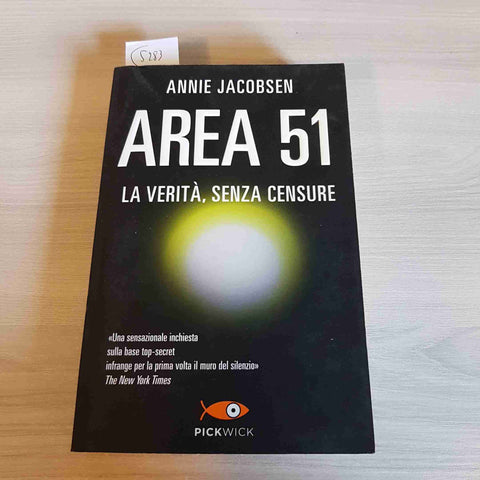 5283
ANNIE JACOBSEN
AREA 51
LA VERITÀ, SENZA CENSURE
«Una sensazionale inchiesta
sulla base top-secret
infrange per la prima volta il muro del silenzio»
The New York Times
PICKWICK